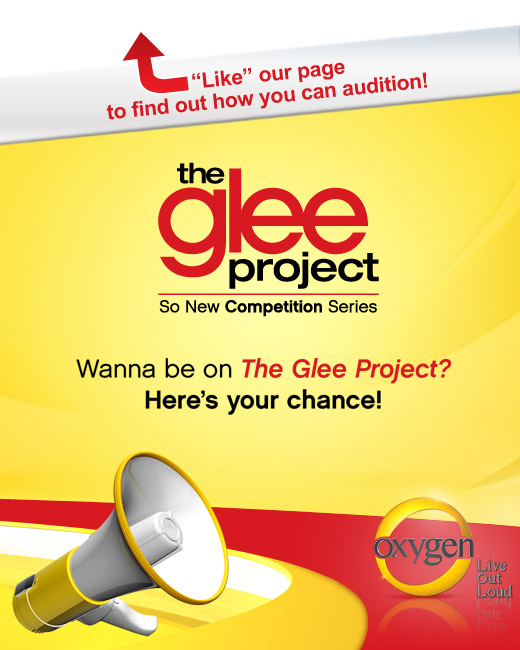 “Like” our page
to find out how you can audition!
the
glee
project
So New Competition Series
Wanna be on The Glee Project?
Here’s your chance!
oxygen
Live
Out
Loud